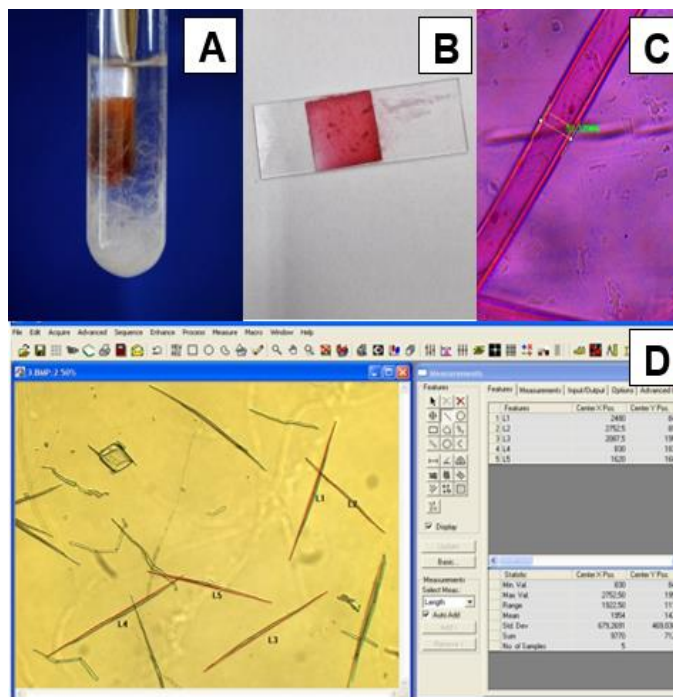 A
B
C
D
File Edit Acquire Advanced Sequence Enhance Process Measure Macro Window Help
3.BMP:2.50%
L1
L2
L5
L4
L3
Measurements
Features
Display
Basic...
Measurements
Select Meas:
Length
Auto Add
Features Measurements Input/Output Options Advanced
Features Center X Pos Center Y Pos
1 L1 2480
2 L2 2752,5
3 L3 2087,5
4 L4 830
5 L5 1620
Statistic Center X Pos Center Y Pos
Min. Val. 830
Max. Val. 2752,50
Range 1922,50
Mean 1954
Std. Dev 679,2691
Sum 9770
No. of Samples 5